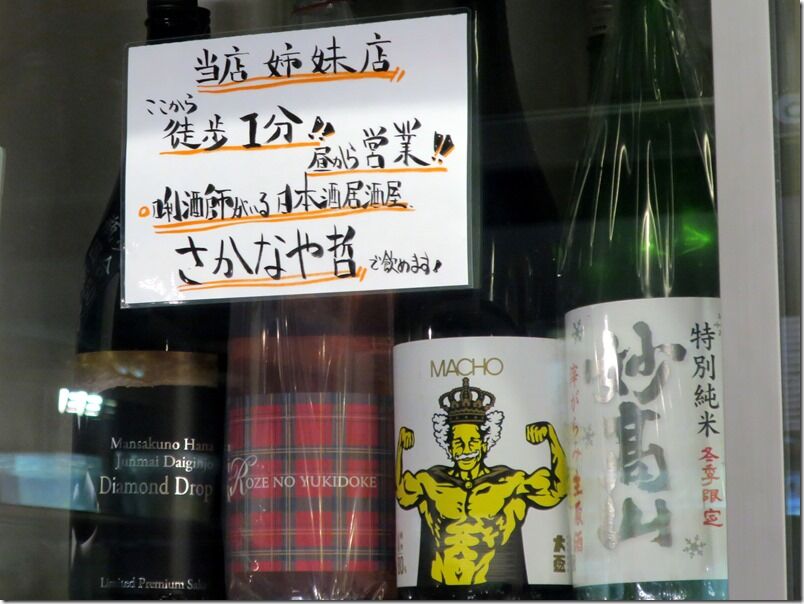 当店姉妹店
ここから
徒歩1分!!
昼から営業!!
唎酒師がいる日本酒居酒屋
さかなや哲で飲めます♪
Mansakuno Hana
Junmai Daiginjo
Diamond Drop
Limited Premium Sake
ROZE NO YUKIDOKE
MACHO
大盃
特別純米
冬季限定
妙高山